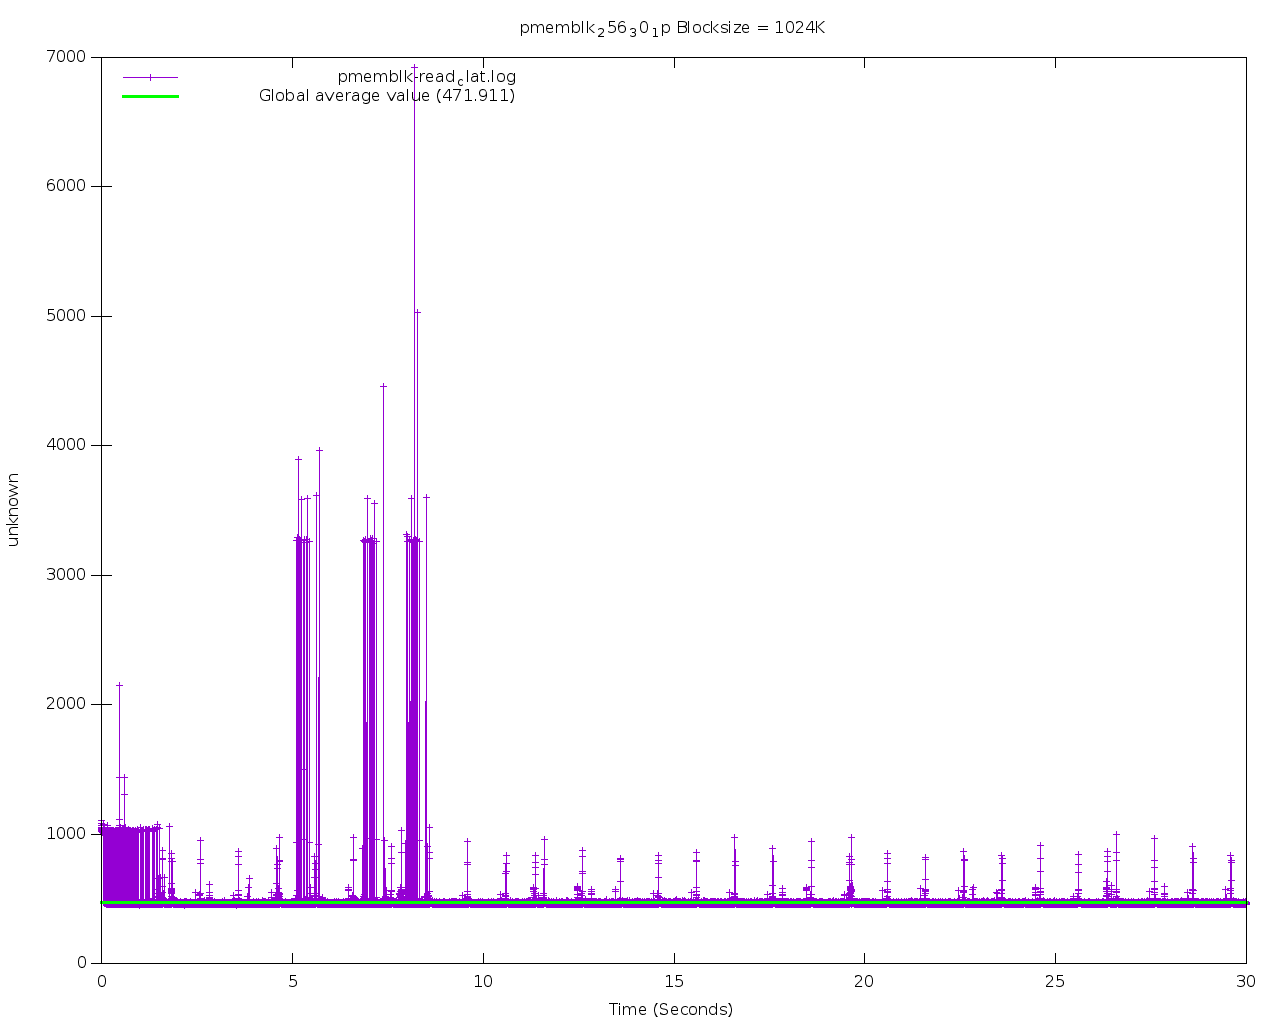 pmemblk₂56₃0₁p Blocksize = 1024K
pmemblk-read꜀lat.log
Global average value (471.911)
7000
6000
5000
4000
3000
2000
1000
0
unknown
0 5 10 15 20 25 30
Time (Seconds)